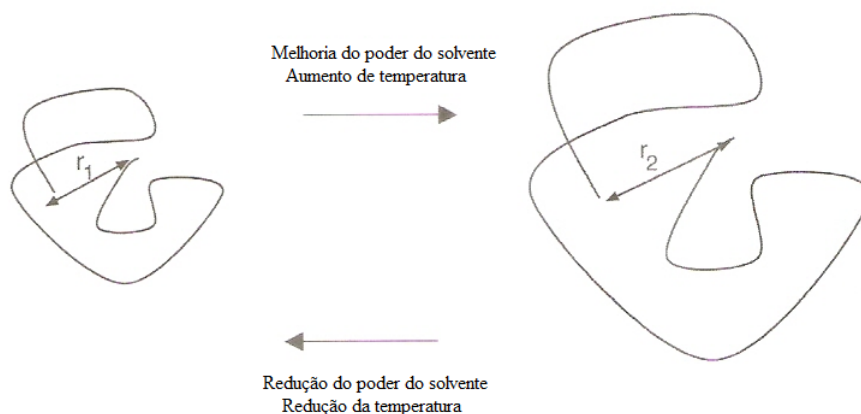 Melhoria do poder do solvente
Aumento de temperatura
r1
r2
Redução do poder do solvente
Redução da temperatura